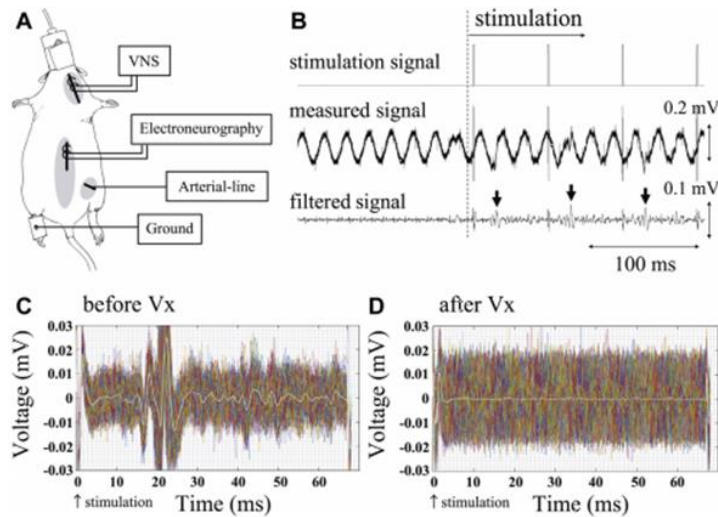 A
VNS
Electroneurography
Arterial-line
Ground
B
stimulation
stimulation signal
measured signal
0.2 mV
filtered signal
0.1 mV
100 ms
C before Vx
0.03
0.02
0.01
0
-0.01
-0.02
-0.03
Voltage (mV)
0 10 20 30 40 50 60
↑ stimulation Time (ms)
D after Vx
0.03
0.02
0.01
0
-0.01
-0.02
-0.03
Voltage (mV)
0 10 20 30 40 50 60
↑ stimulation Time (ms)